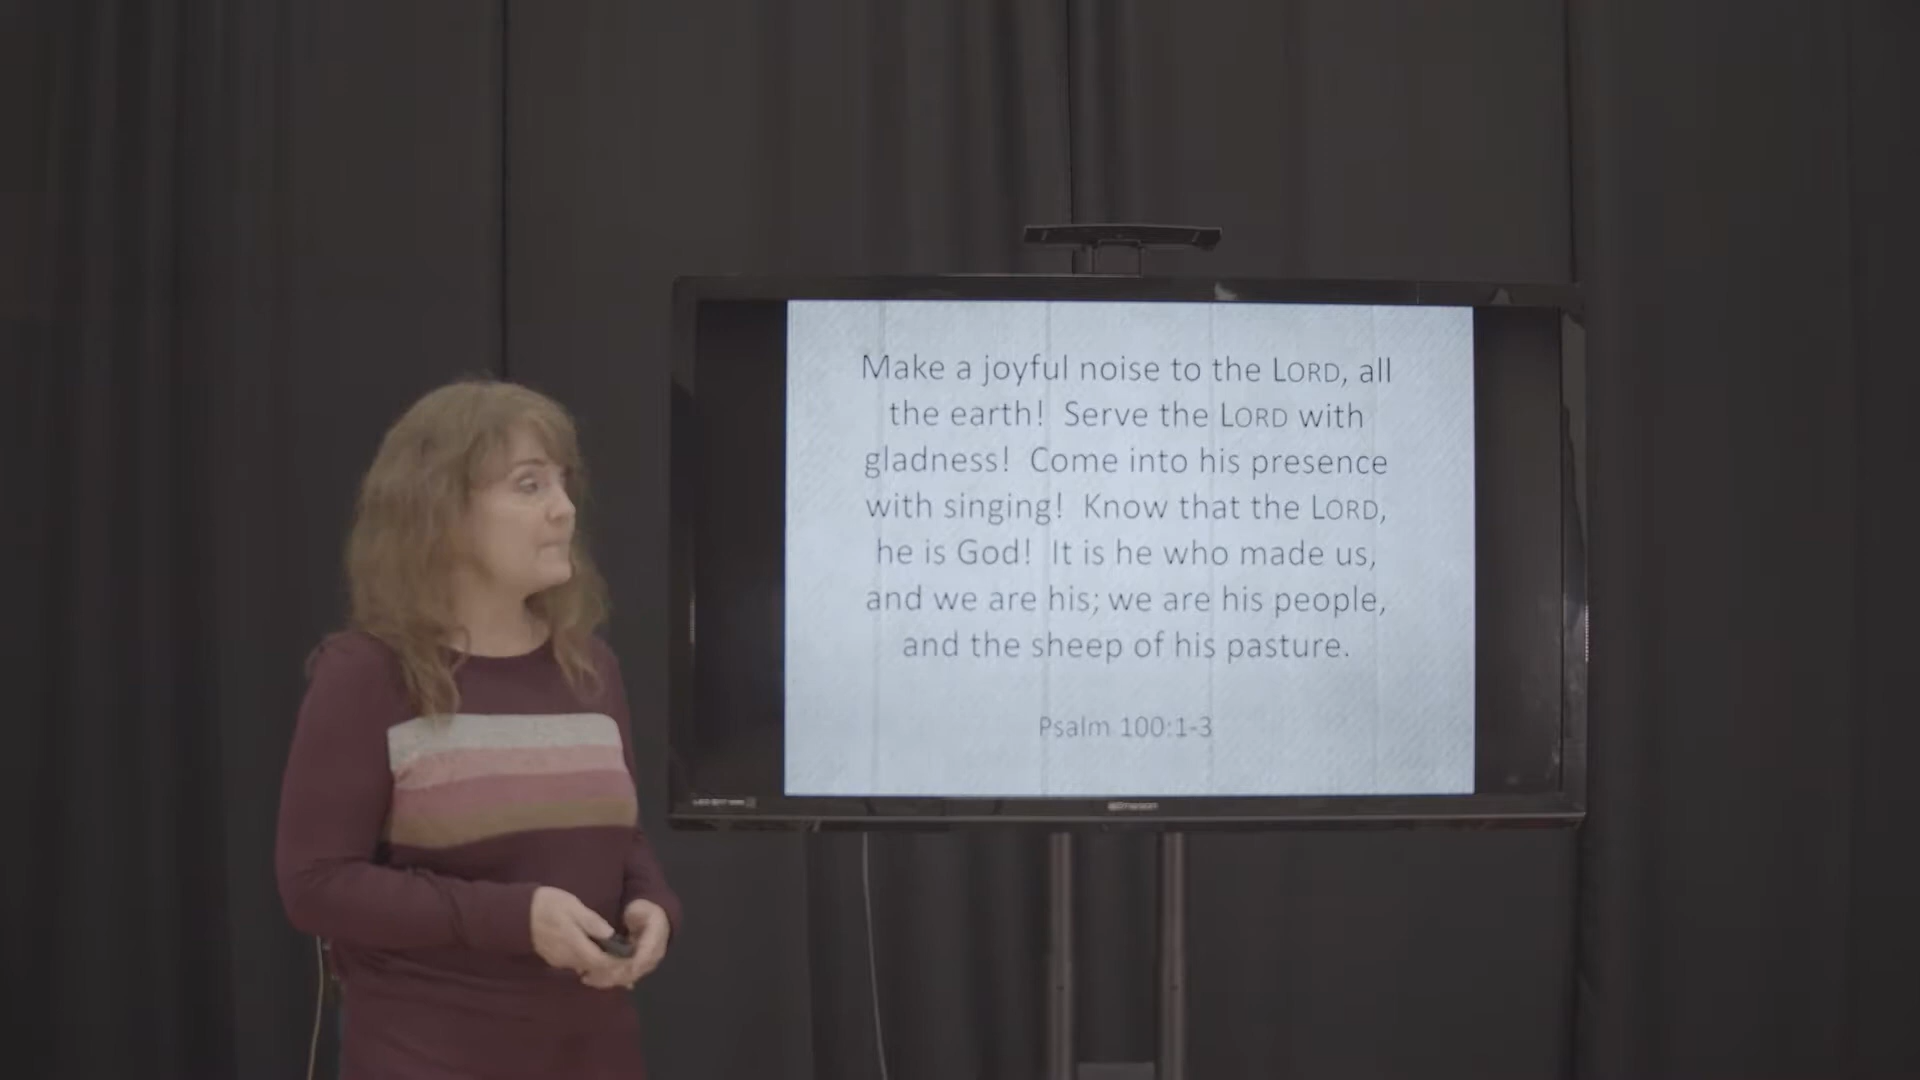 Make a joyful noise to the LORD, all
the earth!  Serve the LORD with
gladness!  Come into his presence
with singing!  Know that the LORD,
he is God!  It is he who made us,
and we are his; we are his people,
and the sheep of his pasture.
Psalm 100:1-3